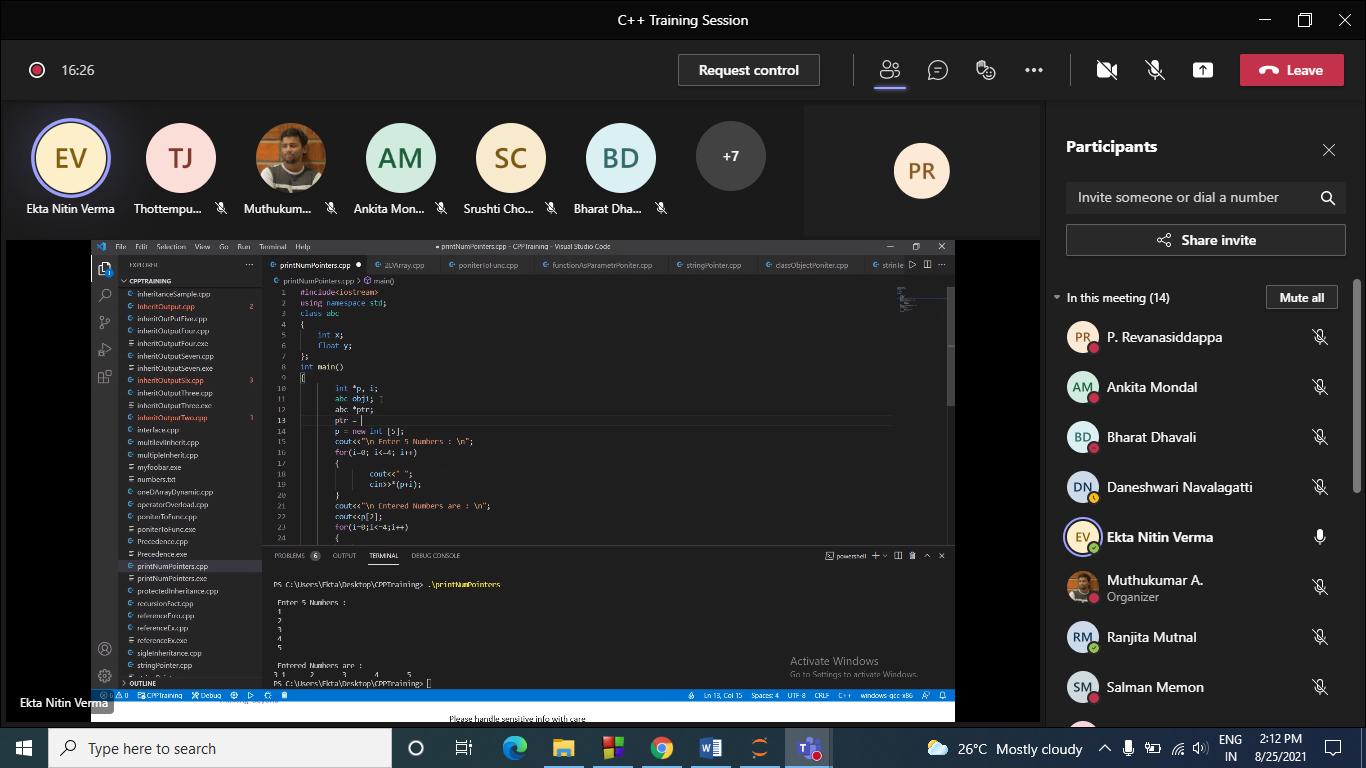 C++ Training Session
16:26
Request control
Leave
EV
TJ
AM
SC
BD
+7
PR
Ekta Nitin Verma
Thottempu...
Muthukum...
Ankita Mon...
Srushti Cho...
Bharat Dha...
Participants
Invite someone or dial a number
Share invite
In this meeting (14)
Mute all
PR
P. Revanasiddappa
AM
Ankita Mondal
BD
Bharat Dhavali
DN
Daneshwari Navalagatti
EV
Ekta Nitin Verma
Muthukumar A.
Organizer
RM
Ranjita Mutnal
SM
Salman Memon
File Edit Selection View Go Run Terminal Help
● printNumPointers.cpp - CPPTraining - Visual Studio Code
EXPLORER
printNumPointers.cpp
2DArray.cpp
poniterToFunc.cpp
functionAsParametrPoniter.cpp
stringPointer.cpp
classObjectPoniter.cpp
CPPTRAINING
inheritanceSample.cpp
InheritOutput.cpp 2
inheritOutPutFive.cpp
inheritOutputFour.cpp
inheritOutputFour.exe
inheritOutputSeven.cpp
inheritOutputSeven.exe
inheritOutputSix.cpp 3
inheritOutputThree.cpp
inheritOutputThree.exe
inheritOutputTwo.cpp
interface.cpp
multilevlInherit.cpp
multipleInherit.cpp
myfoobar.exe
numbers.txt
oneDArrayDynamic.cpp
operatorOverload.cpp
poniterToFunc.cpp
poniterToFunc.exe
Precedence.cpp
Precedence.exe
printNumPointers.cpp
printNumPointers.exe
protectedInheritance.cpp
recursionFact.cpp
referenceErro.cpp
referenceEx.cpp
referenceEx.exe
sigleInheritance.cpp
stringPointer.cpp
OUTLINE
printNumPointers.cpp > main()
1 #include<iostream>
2 using namespace std;
3 class abc
4 {
5 int x;
6 float y;
7 };
8 int main()
9 {
10 int *p, i;
11 abc obj1;
12 abc *ptr;
13 ptr =
14 p = new int [5];
15 cout<<"\n Enter 5 Numbers : \n";
16 for(i=0; i<=4; i++)
17 {
18 cout<<" ";
19 cin>>*(p+i);
20 }
21 cout<<"\n Entered Numbers are : \n";
22 cout<<p[2];
23 for(i=0;i<=4;i++)
24 {
PROBLEMS 6 OUTPUT TERMINAL DEBUG CONSOLE
powershell
PS C:\Users\Ekta\Desktop\CPPTraining> .\printNumPointers
Enter 5 Numbers :
1
2
3
4
5
Entered Numbers are :
3 1 2 3 4 5
PS C:\Users\Ekta\Desktop\CPPTraining>
Activate Windows
Go to Settings to activate Windows.
CPPTraining
Debug
Ln 13, Col 15
Spaces: 4
UTF-8
CRLF
C++
windows-gcc-x86
Ekta Nitin Verma
Please handle sensitive info with care
Type here to search
26°C Mostly cloudy
ENG
IN
2:12 PM
8/25/2021